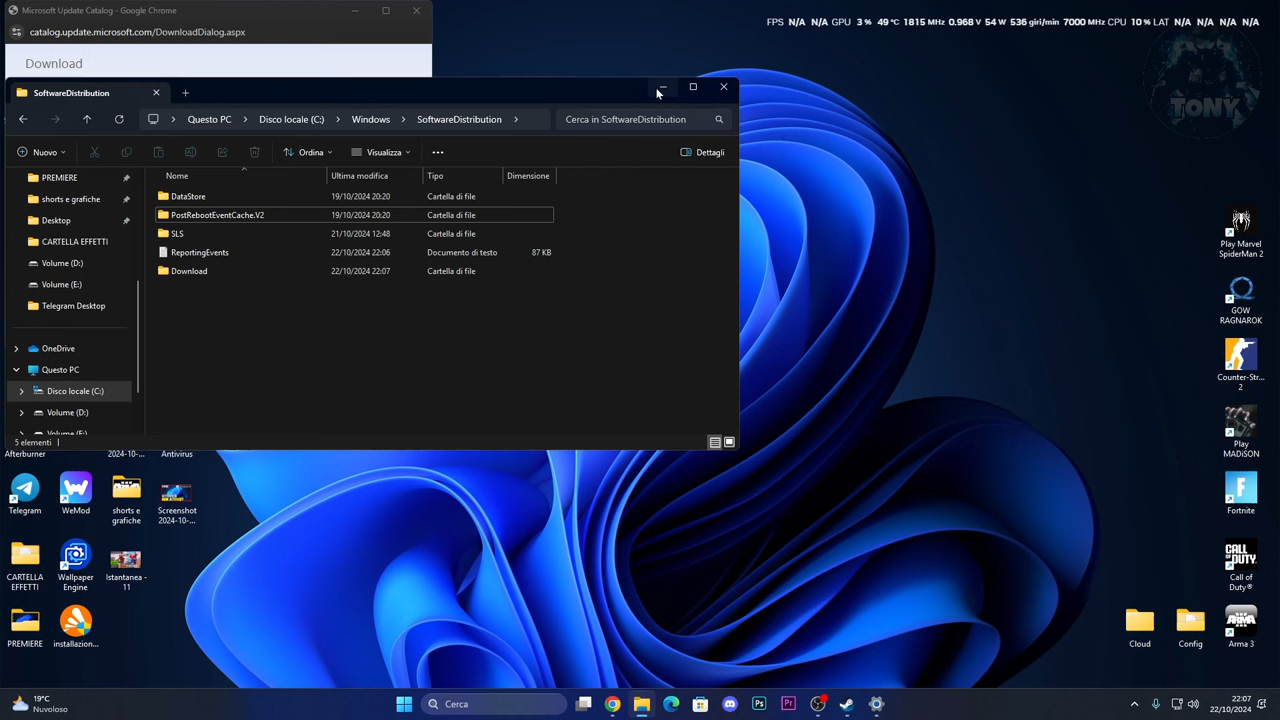 Microsoft Update Catalog - Google Chrome
FPS N/A N/A GPU 3 % 49 °C 1815 MHz 0.968 V 54 W 536 giri/min 7000 MHz CPU 10 % LAT N/A N/A N/A N/A
catalog.update.microsoft.com/DownloadDialog.aspx
Download
TONY
SoftwareDistribution
Questo PC > Disco locale (C:) > Windows > SoftwareDistribution >
Cerca in SoftwareDistribution
Nuovo
Ordina
Visualizza
Dettagli
Nome Ultima modifica Tipo Dimensione
DataStore 19/10/2024 20:20 Cartella di file
PostRebootEventCache.V2 19/10/2024 20:20 Cartella di file
SLS 21/10/2024 12:48 Cartella di file
ReportingEvents 22/10/2024 22:06 Documento di testo 87 KB
Download 22/10/2024 22:07 Cartella di file
PREMIERE
shorts e grafiche
Desktop
CARTELLA EFFETTI
Volume (D:)
Volume (E:)
Telegram Desktop
OneDrive
Questo PC
Disco locale (C:)
Volume (D:)
5 elementi
Afterburner
2024-10-...
Antivirus
Telegram
WeMod
shorts e
grafiche
Screenshot
2024-10-...
CARTELLA
EFFETTI
Wallpaper
Engine
Istantanea -
11
PREMIERE
installazion...
Play Marvel
SpiderMan 2
GOW
RAGNAROK
Counter-Str...
2
Play
MADiSON
Fortnite
Call of
Duty®
Cloud
Config
Arma 3
19°C
Nuvoloso
Cerca
22:07
22/10/2024